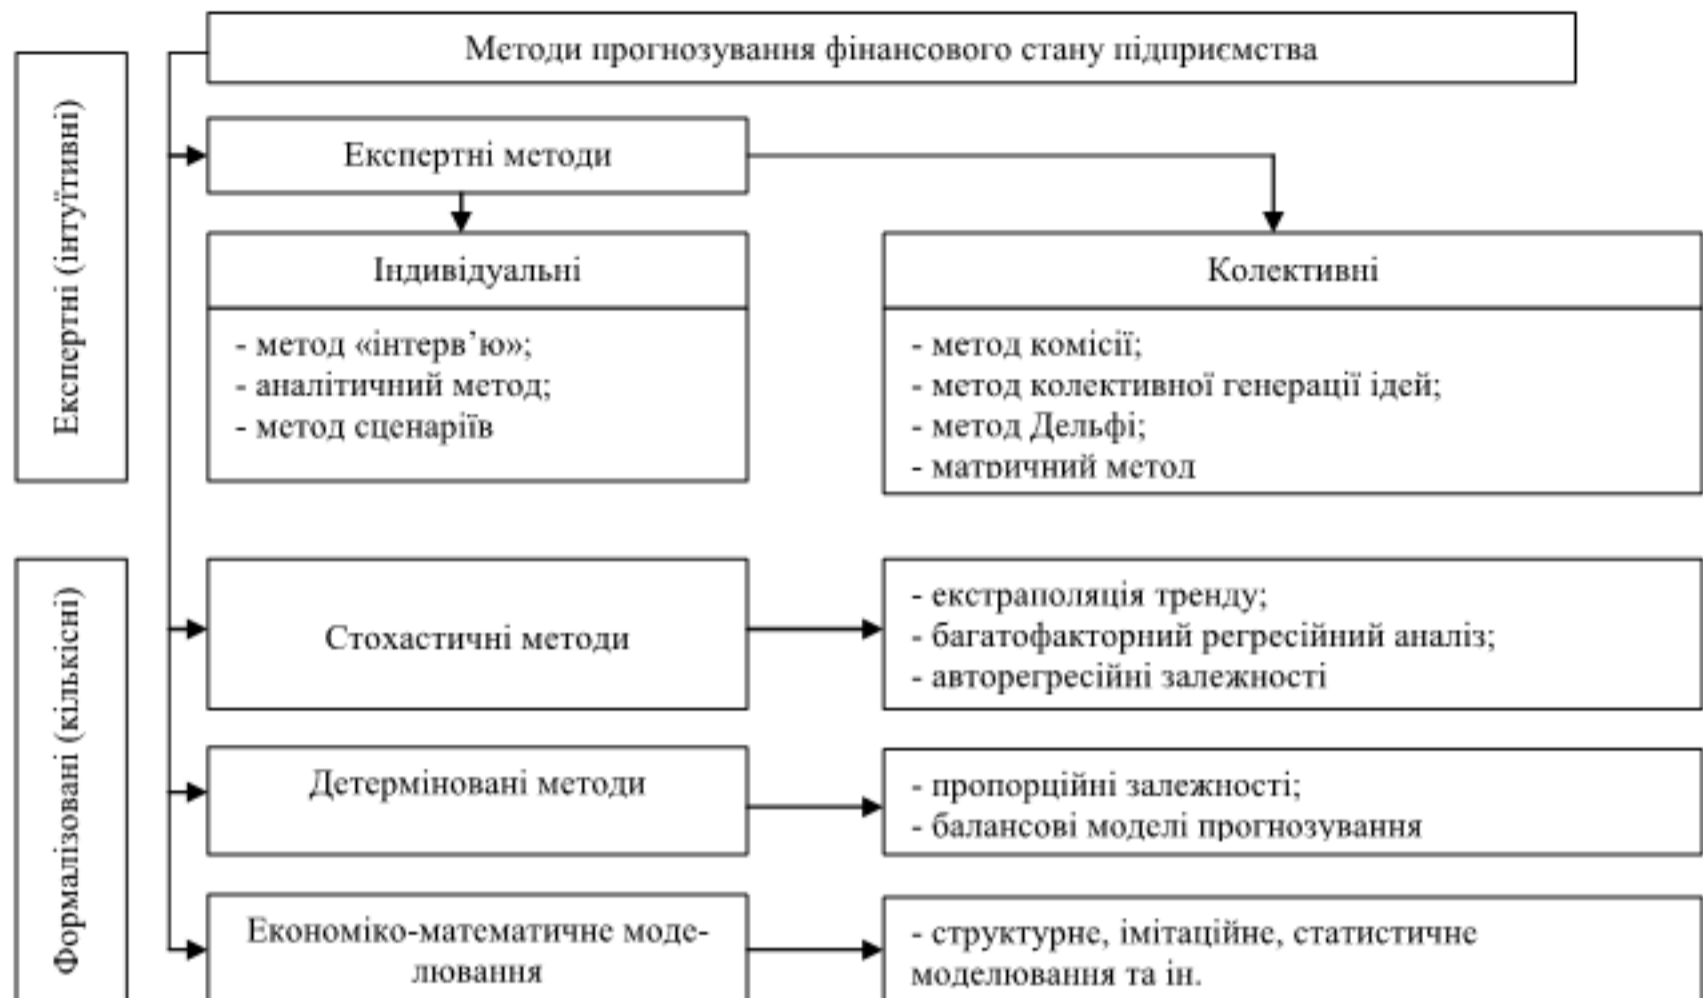 Методи прогнозування фінансового стану підприємства
Експертні (інтуїтивні)
Експертні методи
Індивідуальні
- метод «інтерв’ю»;
- аналітичний метод;
- метод сценаріїв
Колективні
- метод комісії;
- метод колективної генерації ідей;
- метод Дельфі;
- матричний метод
Формалізовані (кількісні)
Стохастичні методи
- екстраполяція тренду;
- багатофакторний регресійний аналіз;
- авторегресійні залежності
Детерміновані методи
- пропорційні залежності;
- балансові моделі прогнозування
Економіко-математичне моде-
лювання
- структурне, імітаційне, статистичне
моделювання та ін.